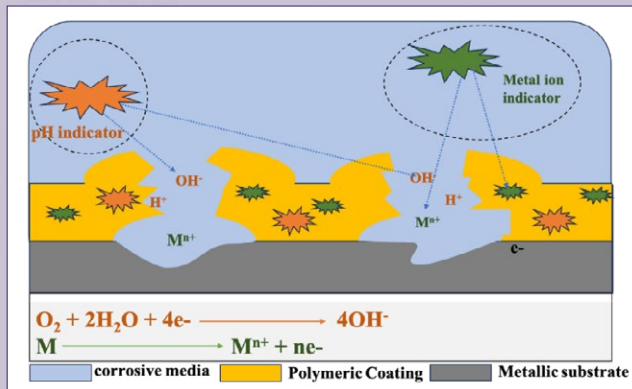 Metal ion
indicator
pH indicator
OH-
H⁺
Mⁿ⁺
OH-
H⁺
Mⁿ⁺
e-
O₂ + 2H₂O + 4e- 4OH-
M Mⁿ⁺ + ne-
corrosive media Polymeric Coating Metallic substrate